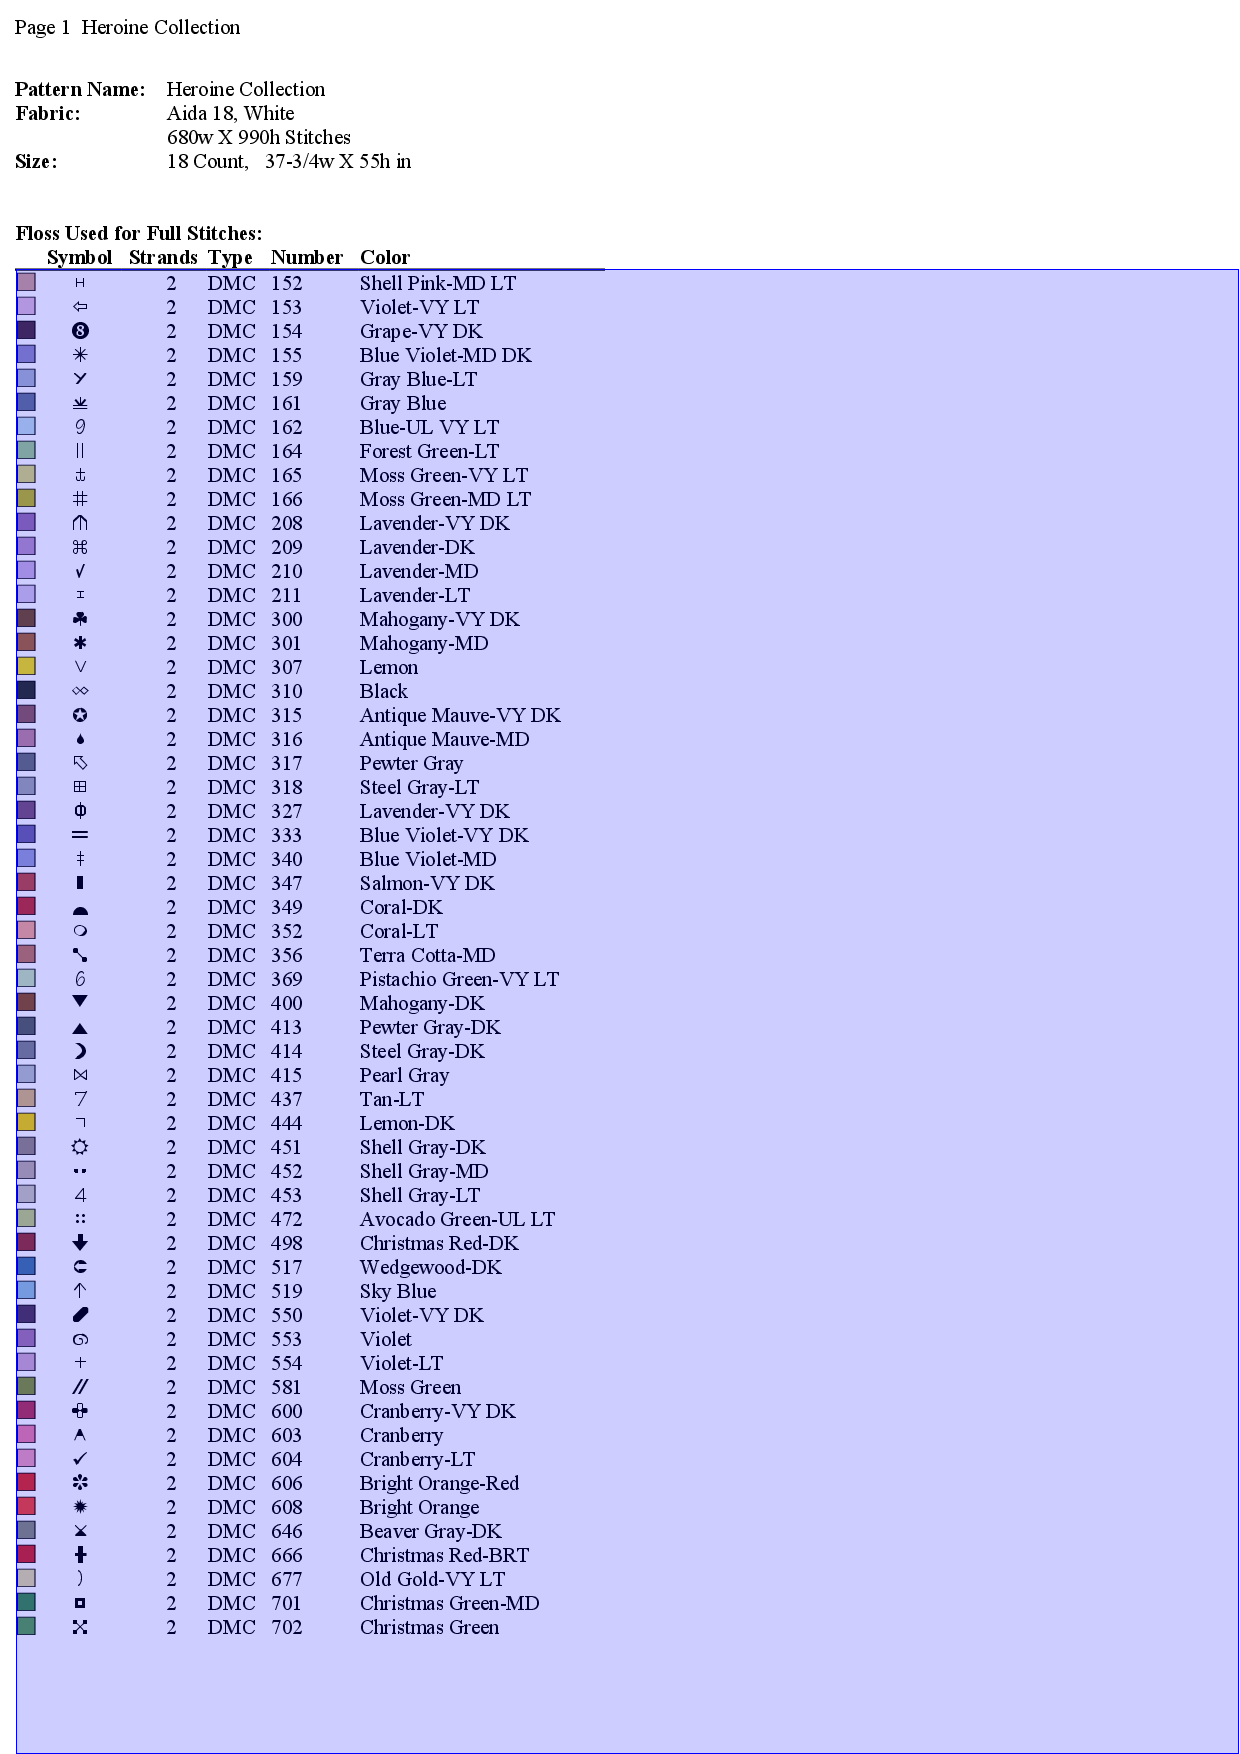 Page 1 Heroine Collection
Pattern Name: Heroine Collection
Fabric: Aida 18, White
680w X 990h Stitches
Size: 18 Count, 37-3/4w X 55h in
Floss Used for Full Stitches:
Symbol Strands Type Number Color
2 DMC 152 Shell Pink-MD LT
2 DMC 153 Violet-VY LT
2 DMC 154 Grape-VY DK
2 DMC 155 Blue Violet-MD DK
2 DMC 159 Gray Blue-LT
2 DMC 161 Gray Blue
2 DMC 162 Blue-UL VY LT
2 DMC 164 Forest Green-LT
2 DMC 165 Moss Green-VY LT
2 DMC 166 Moss Green-MD LT
2 DMC 208 Lavender-VY DK
2 DMC 209 Lavender-DK
2 DMC 210 Lavender-MD
2 DMC 211 Lavender-LT
2 DMC 300 Mahogany-VY DK
2 DMC 301 Mahogany-MD
2 DMC 307 Lemon
2 DMC 310 Black
2 DMC 315 Antique Mauve-VY DK
2 DMC 316 Antique Mauve-MD
2 DMC 317 Pewter Gray
2 DMC 318 Steel Gray-LT
2 DMC 327 Lavender-VY DK
2 DMC 333 Blue Violet-VY DK
2 DMC 340 Blue Violet-MD
2 DMC 347 Salmon-VY DK
2 DMC 349 Coral-DK
2 DMC 352 Coral-LT
2 DMC 356 Terra Cotta-MD
2 DMC 369 Pistachio Green-VY LT
2 DMC 400 Mahogany-DK
2 DMC 413 Pewter Gray-DK
2 DMC 414 Steel Gray-DK
2 DMC 415 Pearl Gray
2 DMC 437 Tan-LT
2 DMC 444 Lemon-DK
2 DMC 451 Shell Gray-DK
2 DMC 452 Shell Gray-MD
2 DMC 453 Shell Gray-LT
2 DMC 472 Avocado Green-UL LT
2 DMC 498 Christmas Red-DK
2 DMC 517 Wedgewood-DK
2 DMC 519 Sky Blue
2 DMC 550 Violet-VY DK
2 DMC 553 Violet
2 DMC 554 Violet-LT
2 DMC 581 Moss Green
2 DMC 600 Cranberry-VY DK
2 DMC 603 Cranberry
2 DMC 604 Cranberry-LT
2 DMC 606 Bright Orange-Red
2 DMC 608 Bright Orange
2 DMC 646 Beaver Gray-DK
2 DMC 666 Christmas Red-BRT
2 DMC 677 Old Gold-VY LT
2 DMC 701 Christmas Green-MD
2 DMC 702 Christmas Green